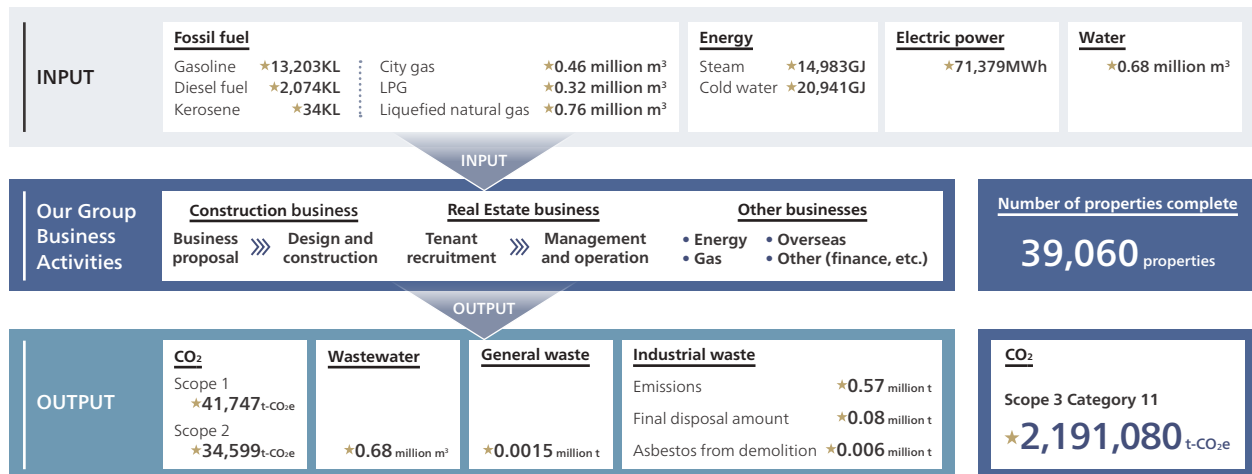 INPUT
Fossil fuel
Gasoline ★13,203KL
Diesel fuel ★2,074KL
Kerosene ★34KL
City gas ★0.46 million m³
LPG ★0.32 million m³
Liquefied natural gas ★0.76 million m³
Energy
Steam ★14,983GJ
Cold water ★20,941GJ
Electric power
★71,379MWh
Water
★0.68 million m³
INPUT
Our Group
Business
Activities
Construction business
Business
proposal
Design and
construction
Real Estate business
Tenant
recruitment
Management
and operation
Other businesses
• Energy • Overseas
• Gas • Other (finance, etc.)
Number of properties complete
39,060 properties
OUTPUT
OUTPUT
CO₂
Scope 1
★41,747t-CO₂e
Scope 2
★34,599t-CO₂e
Wastewater
★0.68 million m³
General waste
★0.0015 million t
Industrial waste
Emissions ★0.57 million t
Final disposal amount ★0.08 million t
Asbestos from demolition ★0.006 million t
CO₂
Scope 3 Category 11
★2,191,080 t-CO₂e